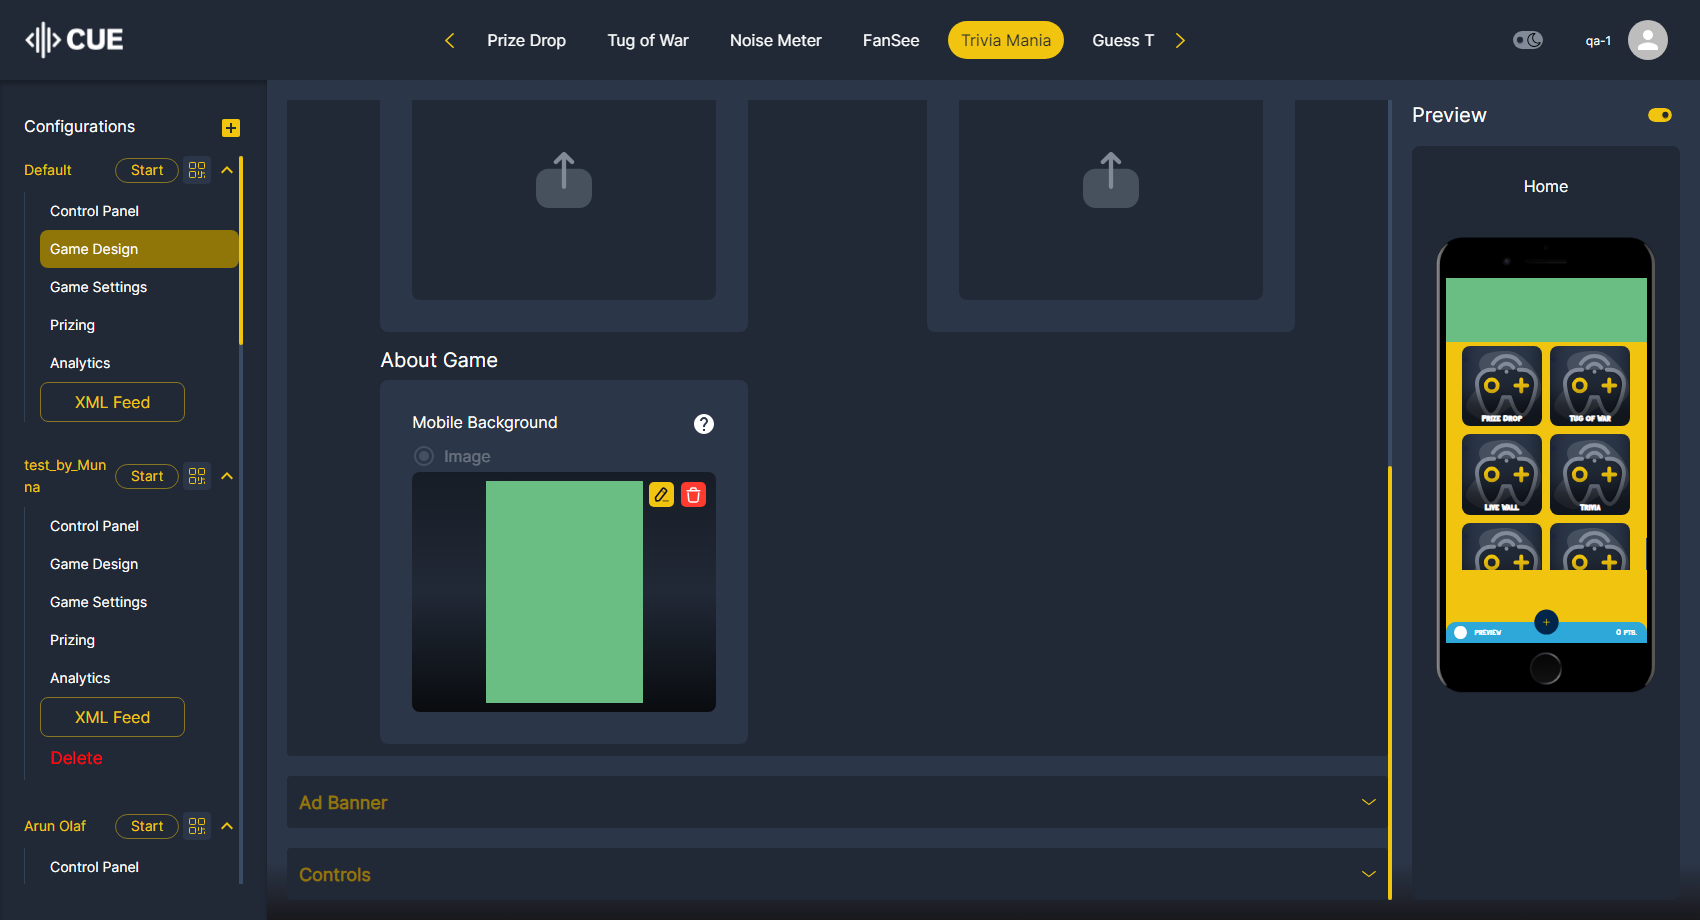 CUE
Prize Drop
Tug of War
Noise Meter
FanSee
Trivia Mania
Guess T
qa-1
Configurations
Default
Start
Control Panel
Game Design
Game Settings
Prizing
Analytics
XML Feed
test_by_Mun
na
Start
Control Panel
Game Design
Game Settings
Prizing
Analytics
XML Feed
Delete
Arun Olaf
Start
Control Panel
About Game
Mobile Background
?
Image
Ad Banner
Controls
Preview
Home
Prize Drop
Tug of War
Live Wall
Trivia
Preview
0 pts.